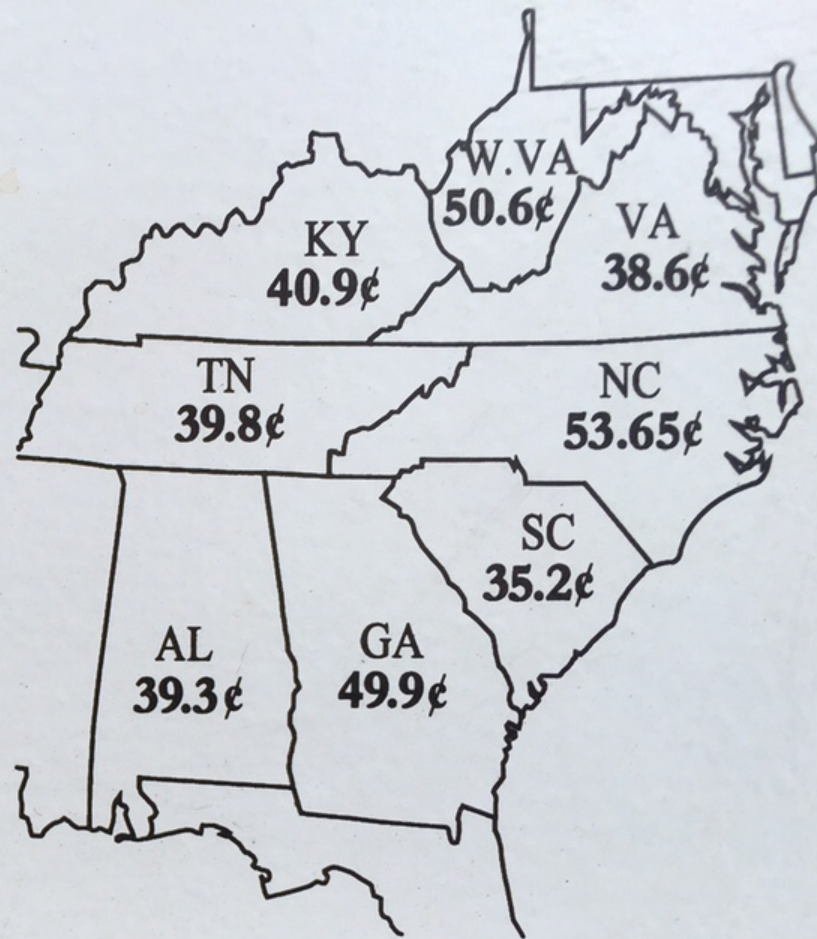 W.VA
50.6¢
VA
38.6¢
KY
40.9¢
TN
39.8¢
NC
53.65¢
SC
35.2¢
AL
39.3¢
GA
49.9¢